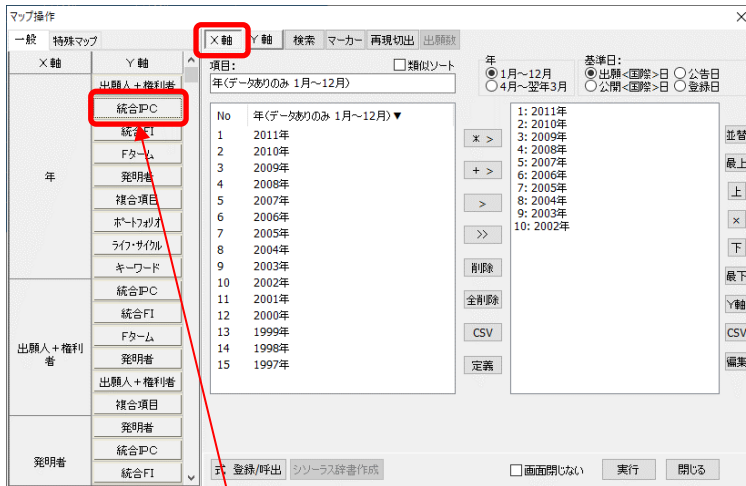 マップ操作
一般 特殊マップ
X軸 Y軸
年
出願人+権利者
統合IPC
統合FI
Fターム
発明者
複合項目
ポートフォリオ
ライフ・サイクル
キーワード
出願人+権利者
統合IPC
統合FI
Fターム
発明者
出願人+権利者
複合項目
発明者
発明者
統合IPC
統合FI
X軸 Y軸 検索 マーカー 再現切出 出願数
項目: 類似ソート
年(データありのみ 1月~12月)
年
1月~12月
4月~翌年3月
基準日:
出願<国際>日 公告日
公開<国際>日 登録日
No 年(データありのみ 1月~12月)▼
1 2011年
2 2010年
3 2009年
4 2008年
5 2007年
6 2006年
7 2005年
8 2004年
9 2003年
10 2002年
11 2001年
12 2000年
13 1999年
14 1998年
15 1997年
* >
+ >
>
>>
削除
全削除
CSV
定義
1: 2011年
2: 2010年
3: 2009年
4: 2008年
5: 2007年
6: 2006年
7: 2005年
8: 2004年
9: 2003年
10: 2002年
並替
最上
上
×
下
最下
Y軸
CSV
編集
式 登録/呼出 シソーラス辞書作成 画面閉じない 実行 閉じる